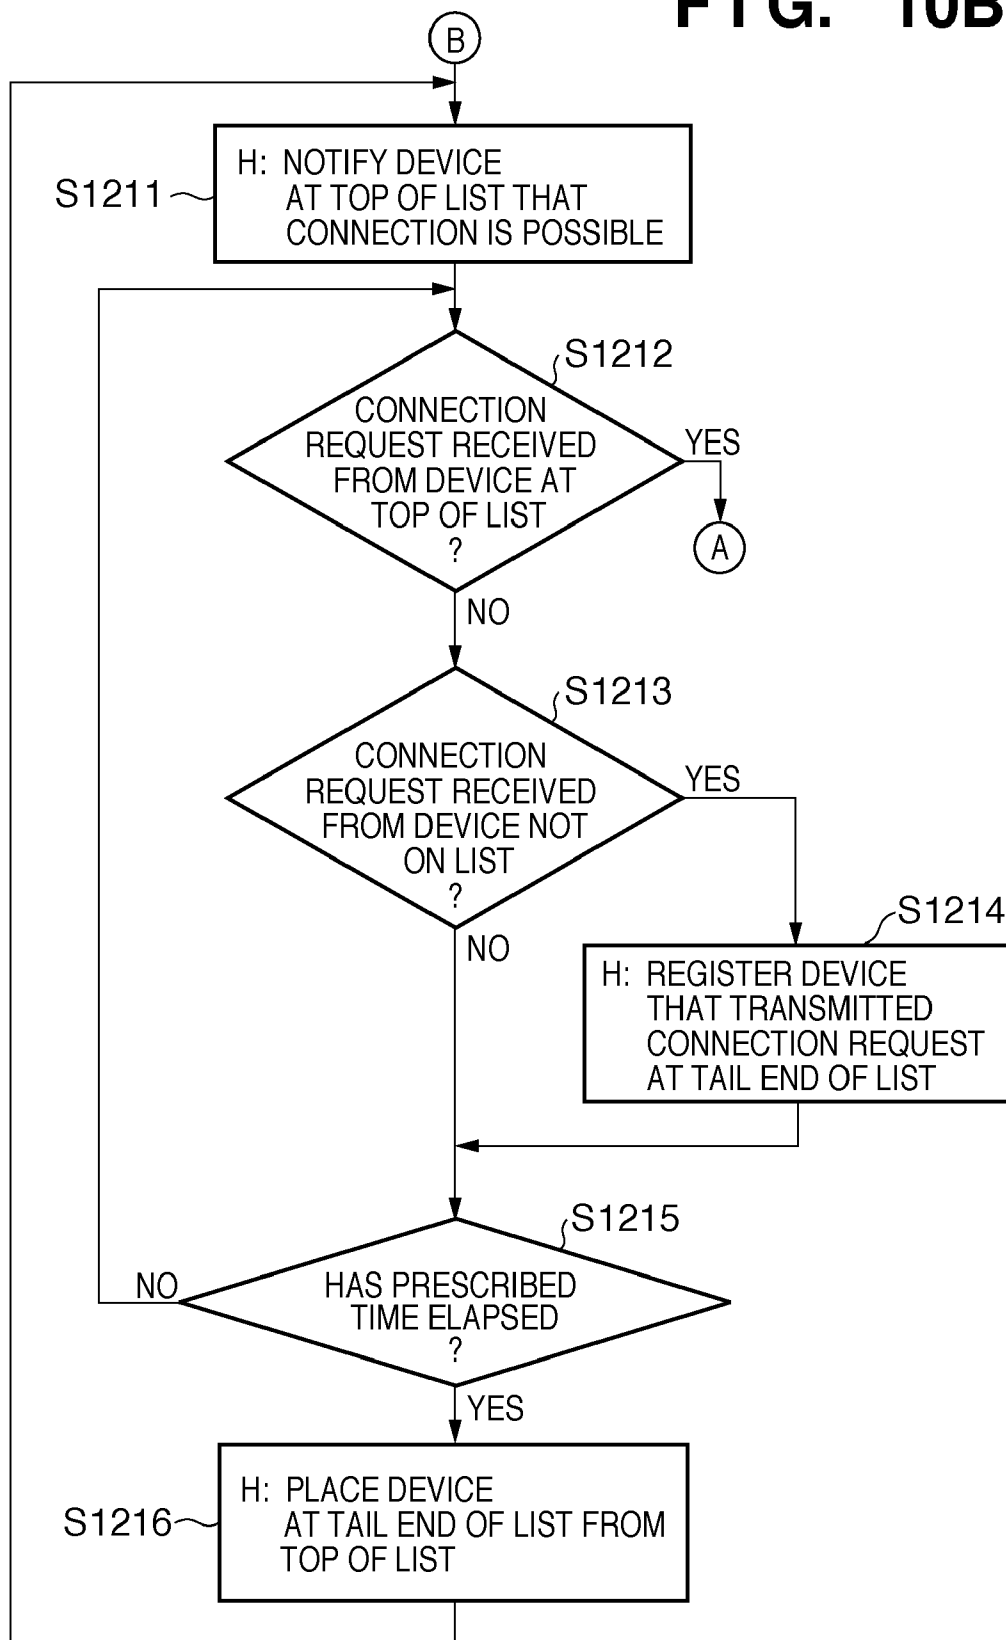 FIG. 10B
B
S1211
H: NOTIFY DEVICE
AT TOP OF LIST THAT
CONNECTION IS POSSIBLE
S1212
CONNECTION
REQUEST RECEIVED
FROM DEVICE AT
TOP OF LIST
?
YES
A
NO
S1213
CONNECTION
REQUEST RECEIVED
FROM DEVICE NOT
ON LIST
?
YES
NO
S1214
H: REGISTER DEVICE
THAT TRANSMITTED
CONNECTION REQUEST
AT TAIL END OF LIST
S1215
HAS PRESCRIBED
TIME ELAPSED
?
NO
YES
S1216
H: PLACE DEVICE
AT TAIL END OF LIST FROM
TOP OF LIST